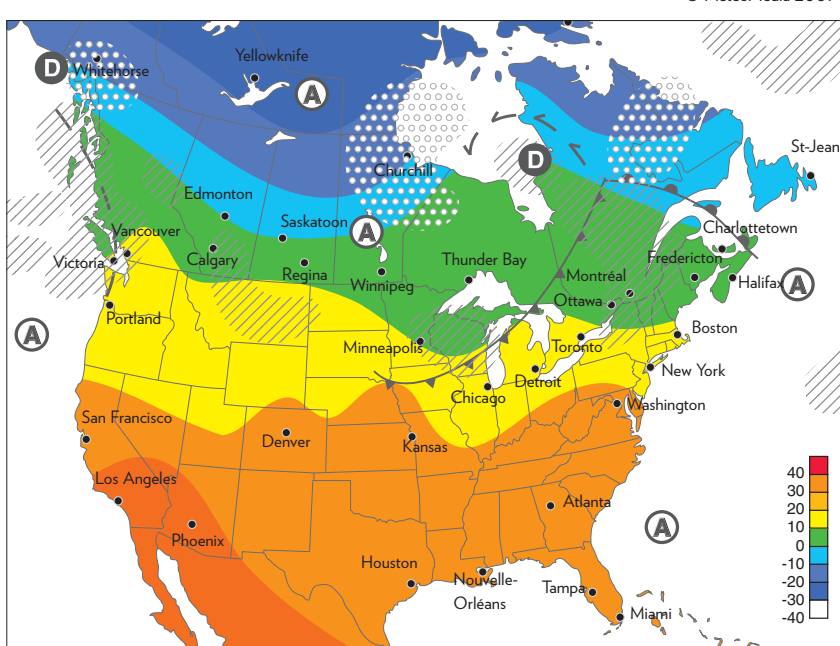 Yellowknife
D
Whitehorse
A
Churchill
D
St-Jean
Edmonton
Saskatoon
A
Vancouver
Victoria
Calgary
Regina
Winnipeg
Thunder Bay
Charlottetown
Fredericton
Montréal
Ottawa
Halifax
A
Portland
A
Minneapolis
Toronto
Boston
Detroit
New York
Chicago
Washington
San Francisco
Denver
Kansas
Los Angeles
Phoenix
Atlanta
A
Houston
Nouvelle-
Orléans
Tampa
Miami
40
30
20
10
0
-10
-20
-30
-40